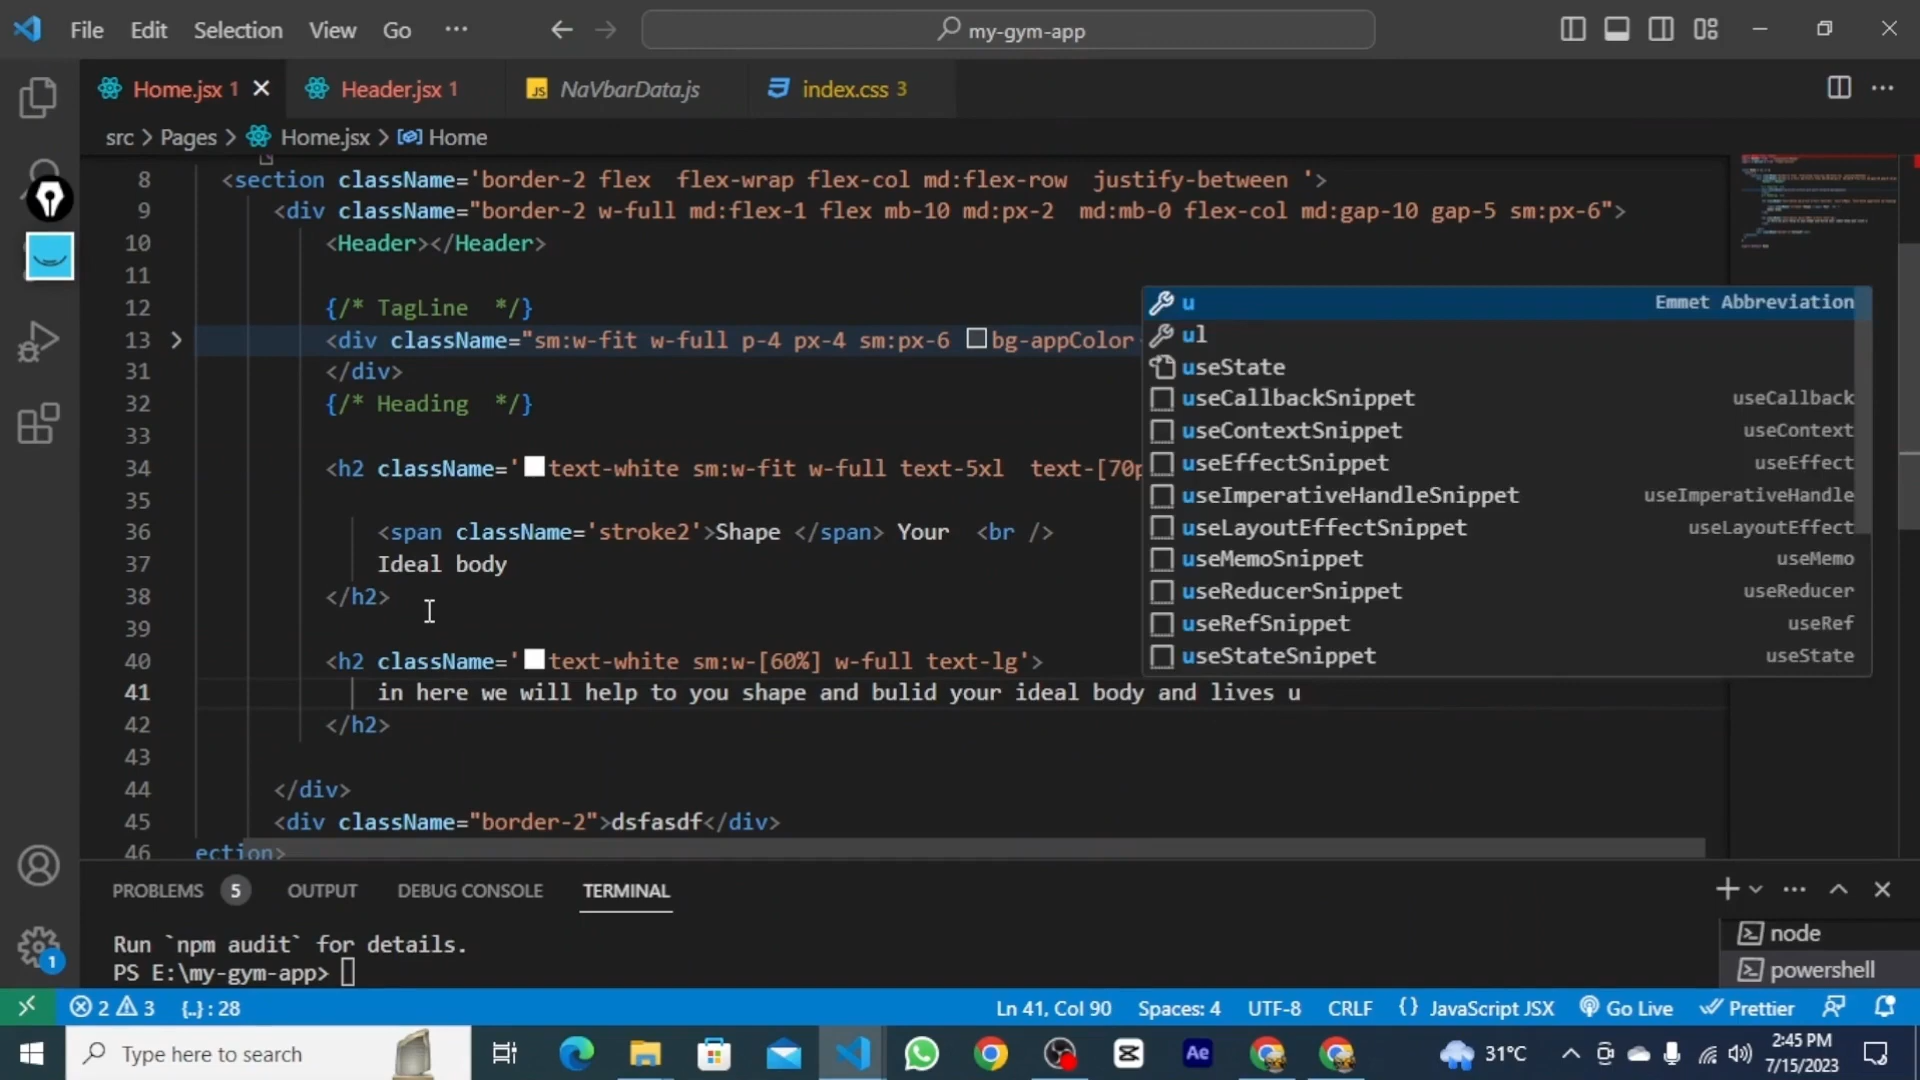 File Edit Selection View Go ··· my-gym-app
Home.jsx 1 Header.jsx 1 NaVbarData.js index.css 3
src > Pages > Home.jsx > Home
8 <section className='border-2 flex  flex-wrap flex-col md:flex-row  justify-between '>
9 <div className="border-2 w-full md:flex-1 flex mb-10 md:px-2  md:mb-0 flex-col md:gap-10 gap-5 sm:px-6">
10 <Header></Header>
11
12 {/* TagLine  */}
13 <div className="sm:w-fit w-full p-4 px-4 sm:px-6 bg-appColor
31 </div>
32 {/* Heading  */}
33
34 <h2 className='text-white sm:w-fit w-full text-5xl  text-[70p
35
36 <span className='stroke2'>Shape </span> Your  <br />
37 Ideal body
38 </h2>
39
40 <h2 className='text-white sm:w-[60%] w-full text-lg'>
41 in here we will help to you shape and bulid your ideal body and lives u
42 </h2>
43
44 </div>
45 <div className="border-2">dsfasdf</div>
46 ection>
u Emmet Abbreviation
ul
useState
useCallbackSnippet useCallback
useContextSnippet useContext
useEffectSnippet useEffect
useImperativeHandleSnippet useImperativeHandle
useLayoutEffectSnippet useLayoutEffect
useMemoSnippet useMemo
useReducerSnippet useReducer
useRefSnippet useRef
useStateSnippet useState
PROBLEMS 5 OUTPUT DEBUG CONSOLE TERMINAL
Run `npm audit` for details.
PS E:\my-gym-app>
node
powershell
1
2 3 {..} : 28 Ln 41, Col 90 Spaces: 4 UTF-8 CRLF {} JavaScript JSX Go Live Prettier
Type here to search Ae 31°C 2:45 PM
7/15/2023